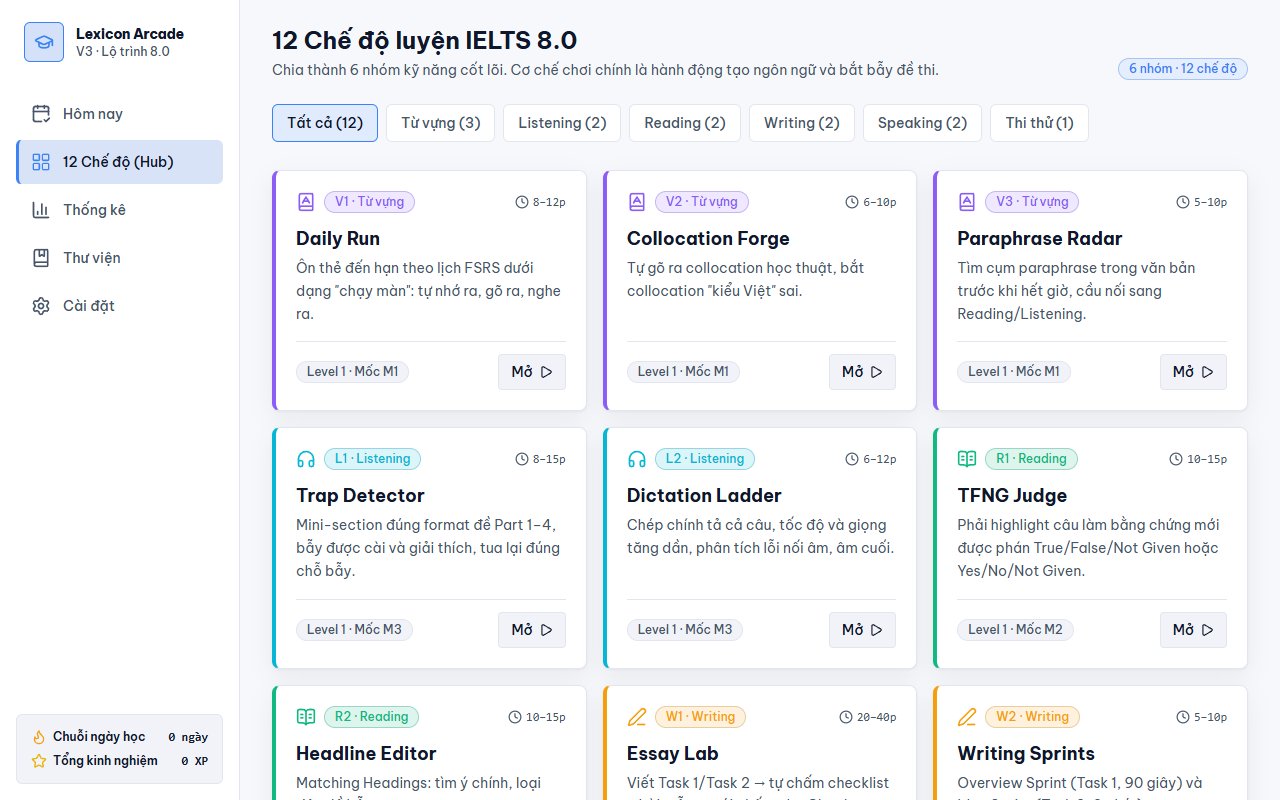 Lexicon Arcade
V3 · Lộ trình 8.0
Hôm nay
12 Chế độ (Hub)
Thống kê
Thư viện
Cài đặt
Chuỗi ngày học 0 ngày
Tổng kinh nghiệm 0 XP
12 Chế độ luyện IELTS 8.0
Chia thành 6 nhóm kỹ năng cốt lõi. Cơ chế chơi chính là hành động tạo ngôn ngữ và bắt bẫy đề thi.
6 nhóm · 12 chế độ
Tất cả (12) Từ vựng (3) Listening (2) Reading (2) Writing (2) Speaking (2) Thi thử (1)
V1 · Từ vựng 8–12p
Daily Run
Ôn thẻ đến hạn theo lịch FSRS dưới
dạng "chạy màn": tự nhớ ra, gõ ra, nghe
ra.
Level 1 · Mốc M1 Mở
V2 · Từ vựng 6–10p
Collocation Forge
Tự gõ ra collocation học thuật, bắt
collocation "kiểu Việt" sai.
Level 1 · Mốc M1 Mở
V3 · Từ vựng 5–10p
Paraphrase Radar
Tìm cụm paraphrase trong văn bản
trước khi hết giờ, cầu nối sang
Reading/Listening.
Level 1 · Mốc M1 Mở
L1 · Listening 8–15p
Trap Detector
Mini-section đúng format đề Part 1–4,
bẫy được cài và giải thích, tua lại đúng
chỗ bẫy.
Level 1 · Mốc M3 Mở
L2 · Listening 6–12p
Dictation Ladder
Chép chính tả cả câu, tốc độ và giọng
tăng dần, phân tích lỗi nối âm, âm cuối.
Level 1 · Mốc M3 Mở
R1 · Reading 10–15p
TFNG Judge
Phải highlight câu làm bằng chứng mới
được phán True/False/Not Given hoặc
Yes/No/Not Given.
Level 1 · Mốc M2 Mở
R2 · Reading 10–15p
Headline Editor
Matching Headings: tìm ý chính, loại
W1 · Writing 20–40p
Essay Lab
Viết Task 1/Task 2 → tự chấm checklist
W2 · Writing 5–10p
Writing Sprints
Overview Sprint (Task 1, 90 giây) và